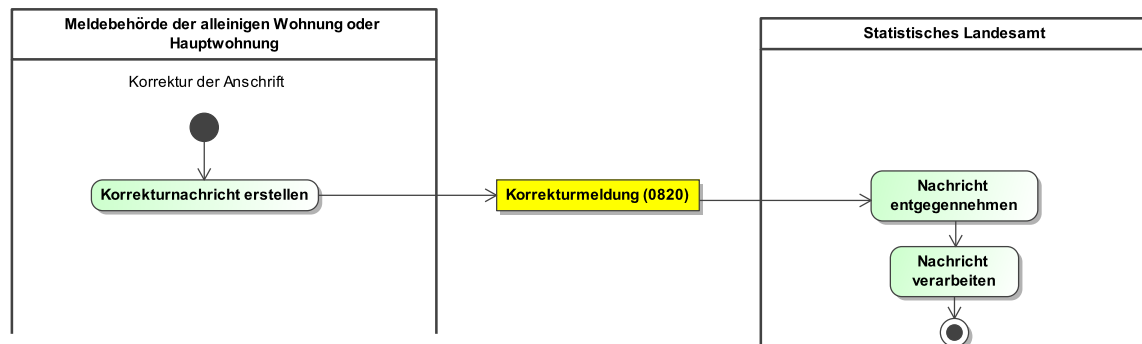 Meldebehörde der alleinigen Wohnung oder
Hauptwohnung
Korrektur der Anschrift
Korrekturnachricht erstellen
Korrekturmeldung (0820)
Statistisches Landesamt
Nachricht
entgegennehmen
Nachricht
verarbeiten